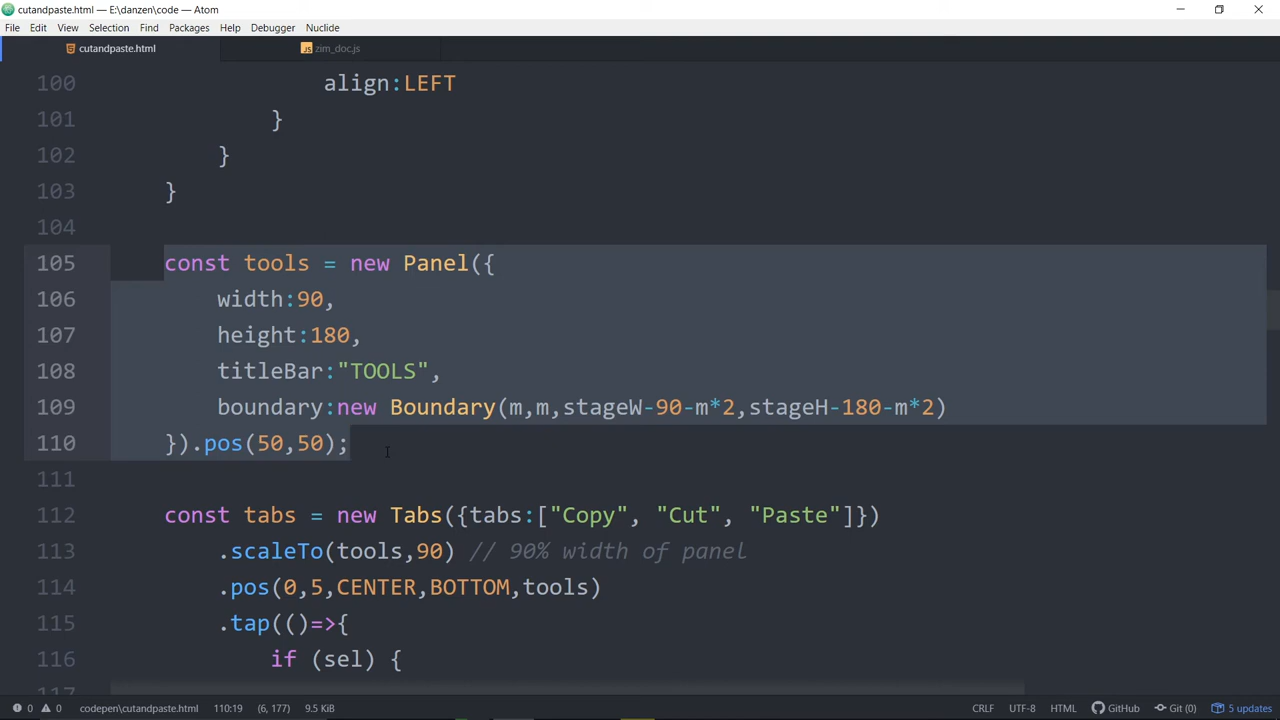 cutandpaste.html — E:\danzen\code — Atom
File Edit View Selection Find Packages Help Debugger Nuclide
cutandpaste.html JS zim_doc.js
100 align:LEFT
101 }
102 }
103 }
104
105 const tools = new Panel({
106 width:90,
107 height:180,
108 titleBar:"TOOLS",
109 boundary:new Boundary(m,m,stageW-90-m*2,stageH-180-m*2)
110 }).pos(50,50);
111
112 const tabs = new Tabs({tabs:["Copy", "Cut", "Paste"]})
113 .scaleTo(tools,90) // 90% width of panel
114 .pos(0,5,CENTER,BOTTOM,tools)
115 .tap(()=>{
116 if (sel) {
117
0 0 codepen\cutandpaste.html 110:19 (6, 177) 9.5 KiB CRLF UTF-8 HTML GitHub Git (0) 5 updates